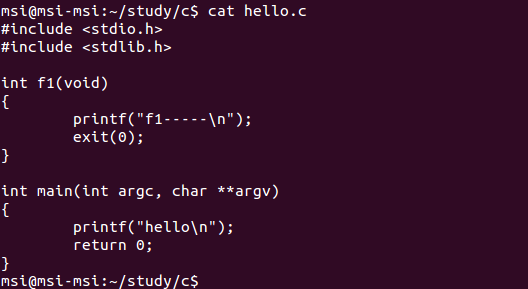 msi@msi-msi:~/study/c$ cat hello.c
#include <stdio.h>
#include <stdlib.h>

int f1(void)
{
        printf("f1-----\n");
        exit(0);
}

int main(int argc, char **argv)
{
        printf("hello\n");
        return 0;
}
msi@msi-msi:~/study/c$